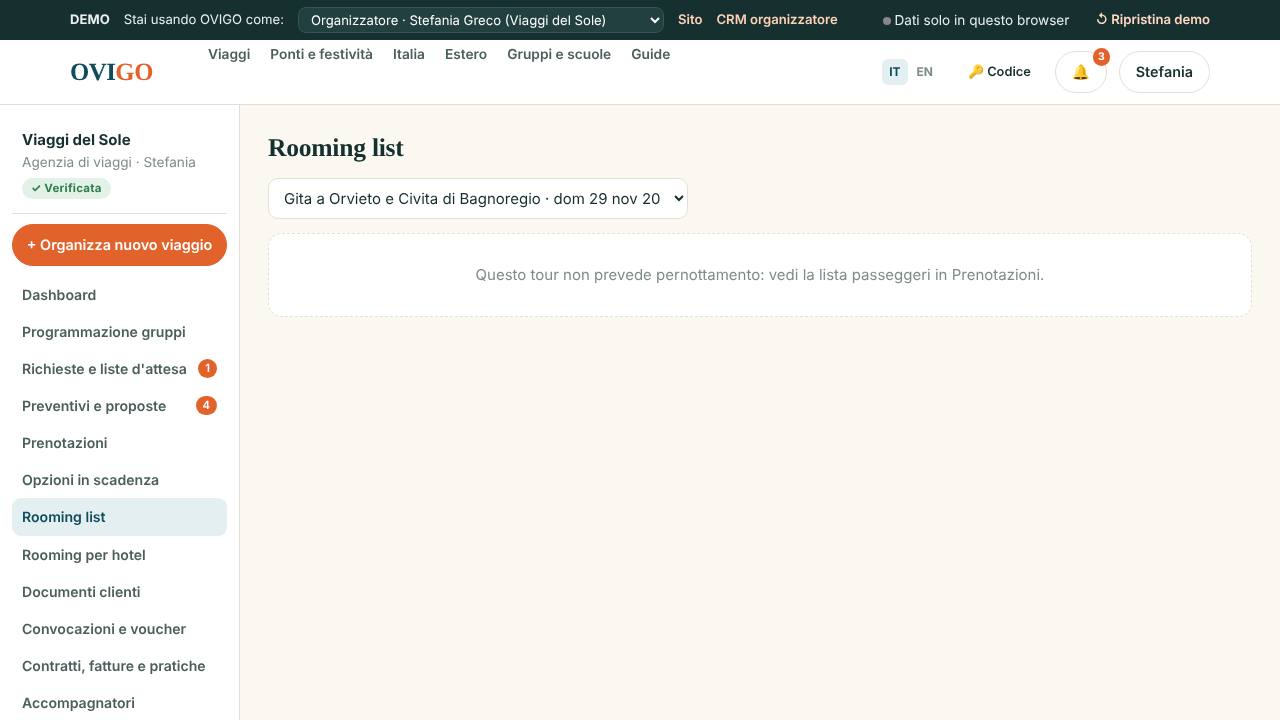 DEMO Stai usando OVIGO come: Organizzatore · Stefania Greco (Viaggi del Sole) Sito CRM organizzatore Dati solo in questo browser ↺ Ripristina demo
OVIGO Viaggi Ponti e festività Italia Estero Gruppi e scuole Guide IT EN 🔑 Codice 🔔 3 Stefania
Viaggi del Sole
Agenzia di viaggi · Stefania
✓ Verificata
+ Organizza nuovo viaggio
Dashboard
Programmazione gruppi
Richieste e liste d'attesa 1
Preventivi e proposte 4
Prenotazioni
Opzioni in scadenza
Rooming list
Rooming per hotel
Documenti clienti
Convocazioni e voucher
Contratti, fatture e pratiche
Accompagnatori
Rooming list
Gita a Orvieto e Civita di Bagnoregio · dom 29 nov 20
Questo tour non prevede pernottamento: vedi la lista passeggeri in Prenotazioni.